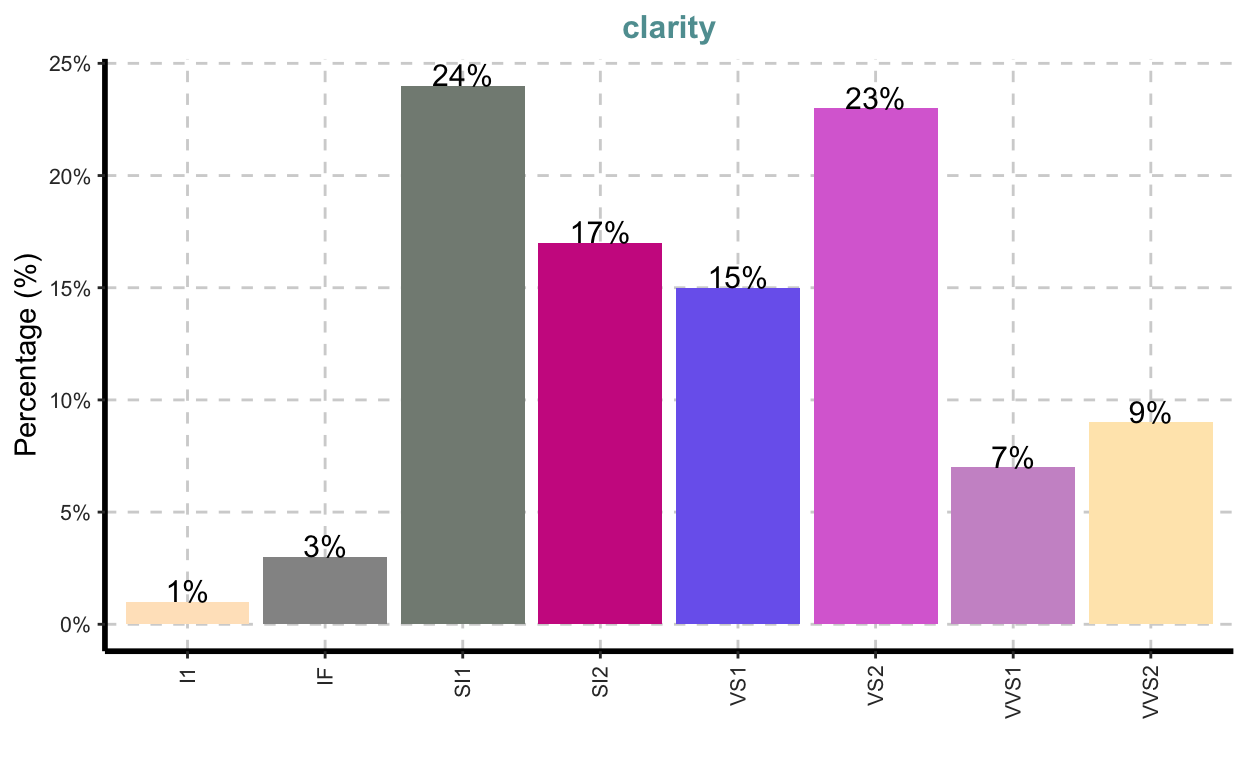 clarity
Percentage (%)
25%
20%
15%
10%
5%
0%
1%
3%
24%
17%
15%
23%
7%
9%
I1
IF
SI1
SI2
VS1
VS2
VVS1
VVS2